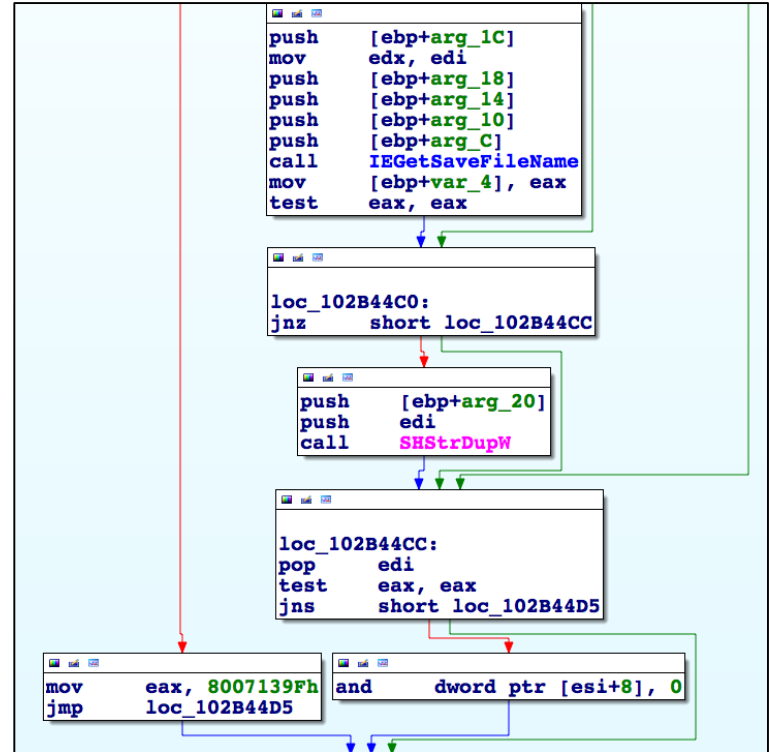 push [ebp+arg_1C]
mov edx, edi
push [ebp+arg_18]
push [ebp+arg_14]
push [ebp+arg_10]
push [ebp+arg_C]
call IEGetSaveFileName
mov [ebp+var_4], eax
test eax, eax
loc_102B44C0:
jnz short loc_102B44CC
push [ebp+arg_20]
push edi
call SHStrDupW
loc_102B44CC:
pop edi
test eax, eax
jns short loc_102B44D5
mov eax, 8007139Fh
jmp loc_102B44D5
and dword ptr [esi+8], 0